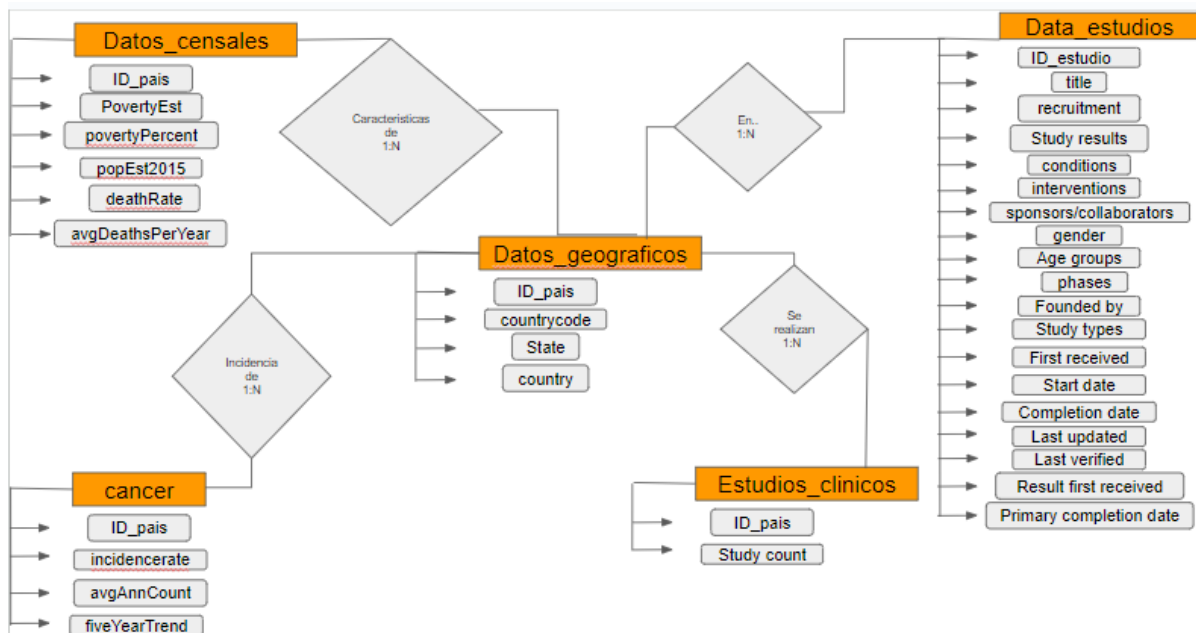 Datos_censales
ID_pais
PovertyEst
povertyPercent
popEst2015
deathRate
avgDeathsPerYear
Caracteristicas
de
1:N
En..
1:N
Data_estudios
ID_estudio
title
recruitment
Study results
conditions
interventions
sponsors/collaborators
gender
Age groups
phases
Founded by
Study types
First received
Start date
Completion date
Last updated
Last verified
Result first received
Primary completion date
Datos_geograficos
ID_pais
countrycode
State
country
Incidencia
de
1:N
Se
realizan
1:N
cancer
ID_pais
incidencerate
avgAnnCount
fiveYearTrend
Estudios_clinicos
ID_pais
Study count